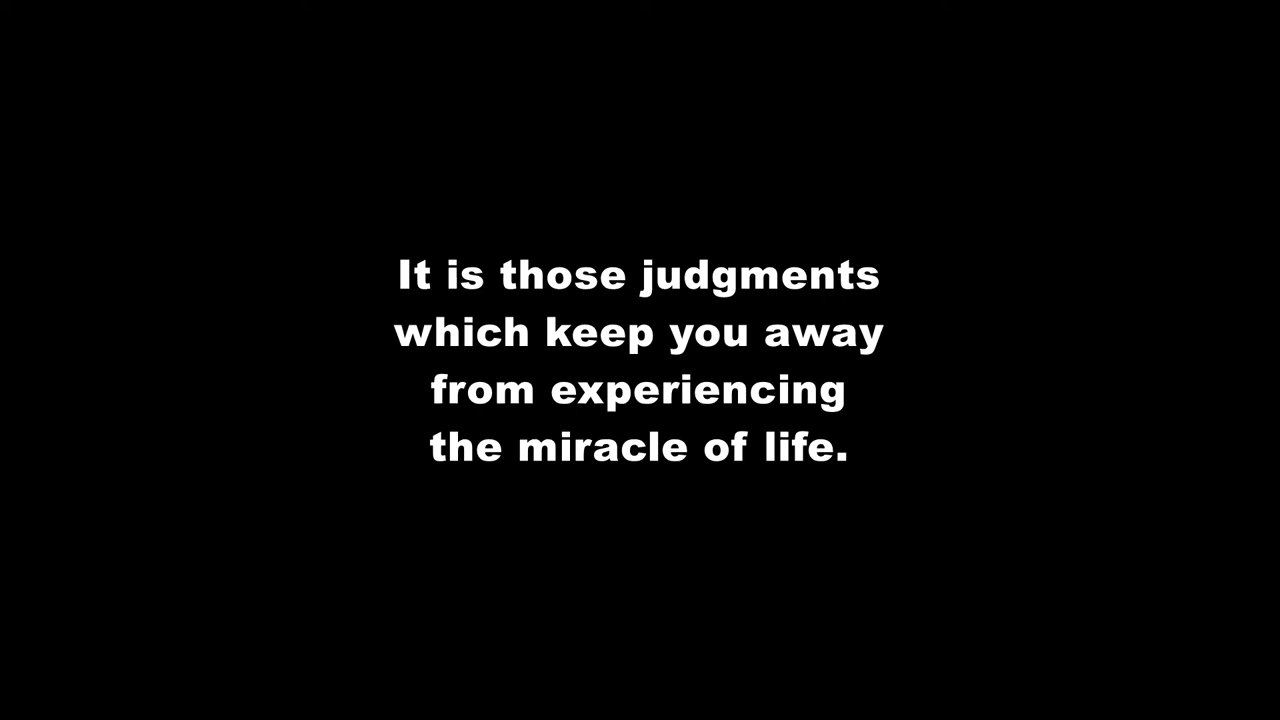 It is those judgments
which keep you away
from experiencing
the miracle of life.